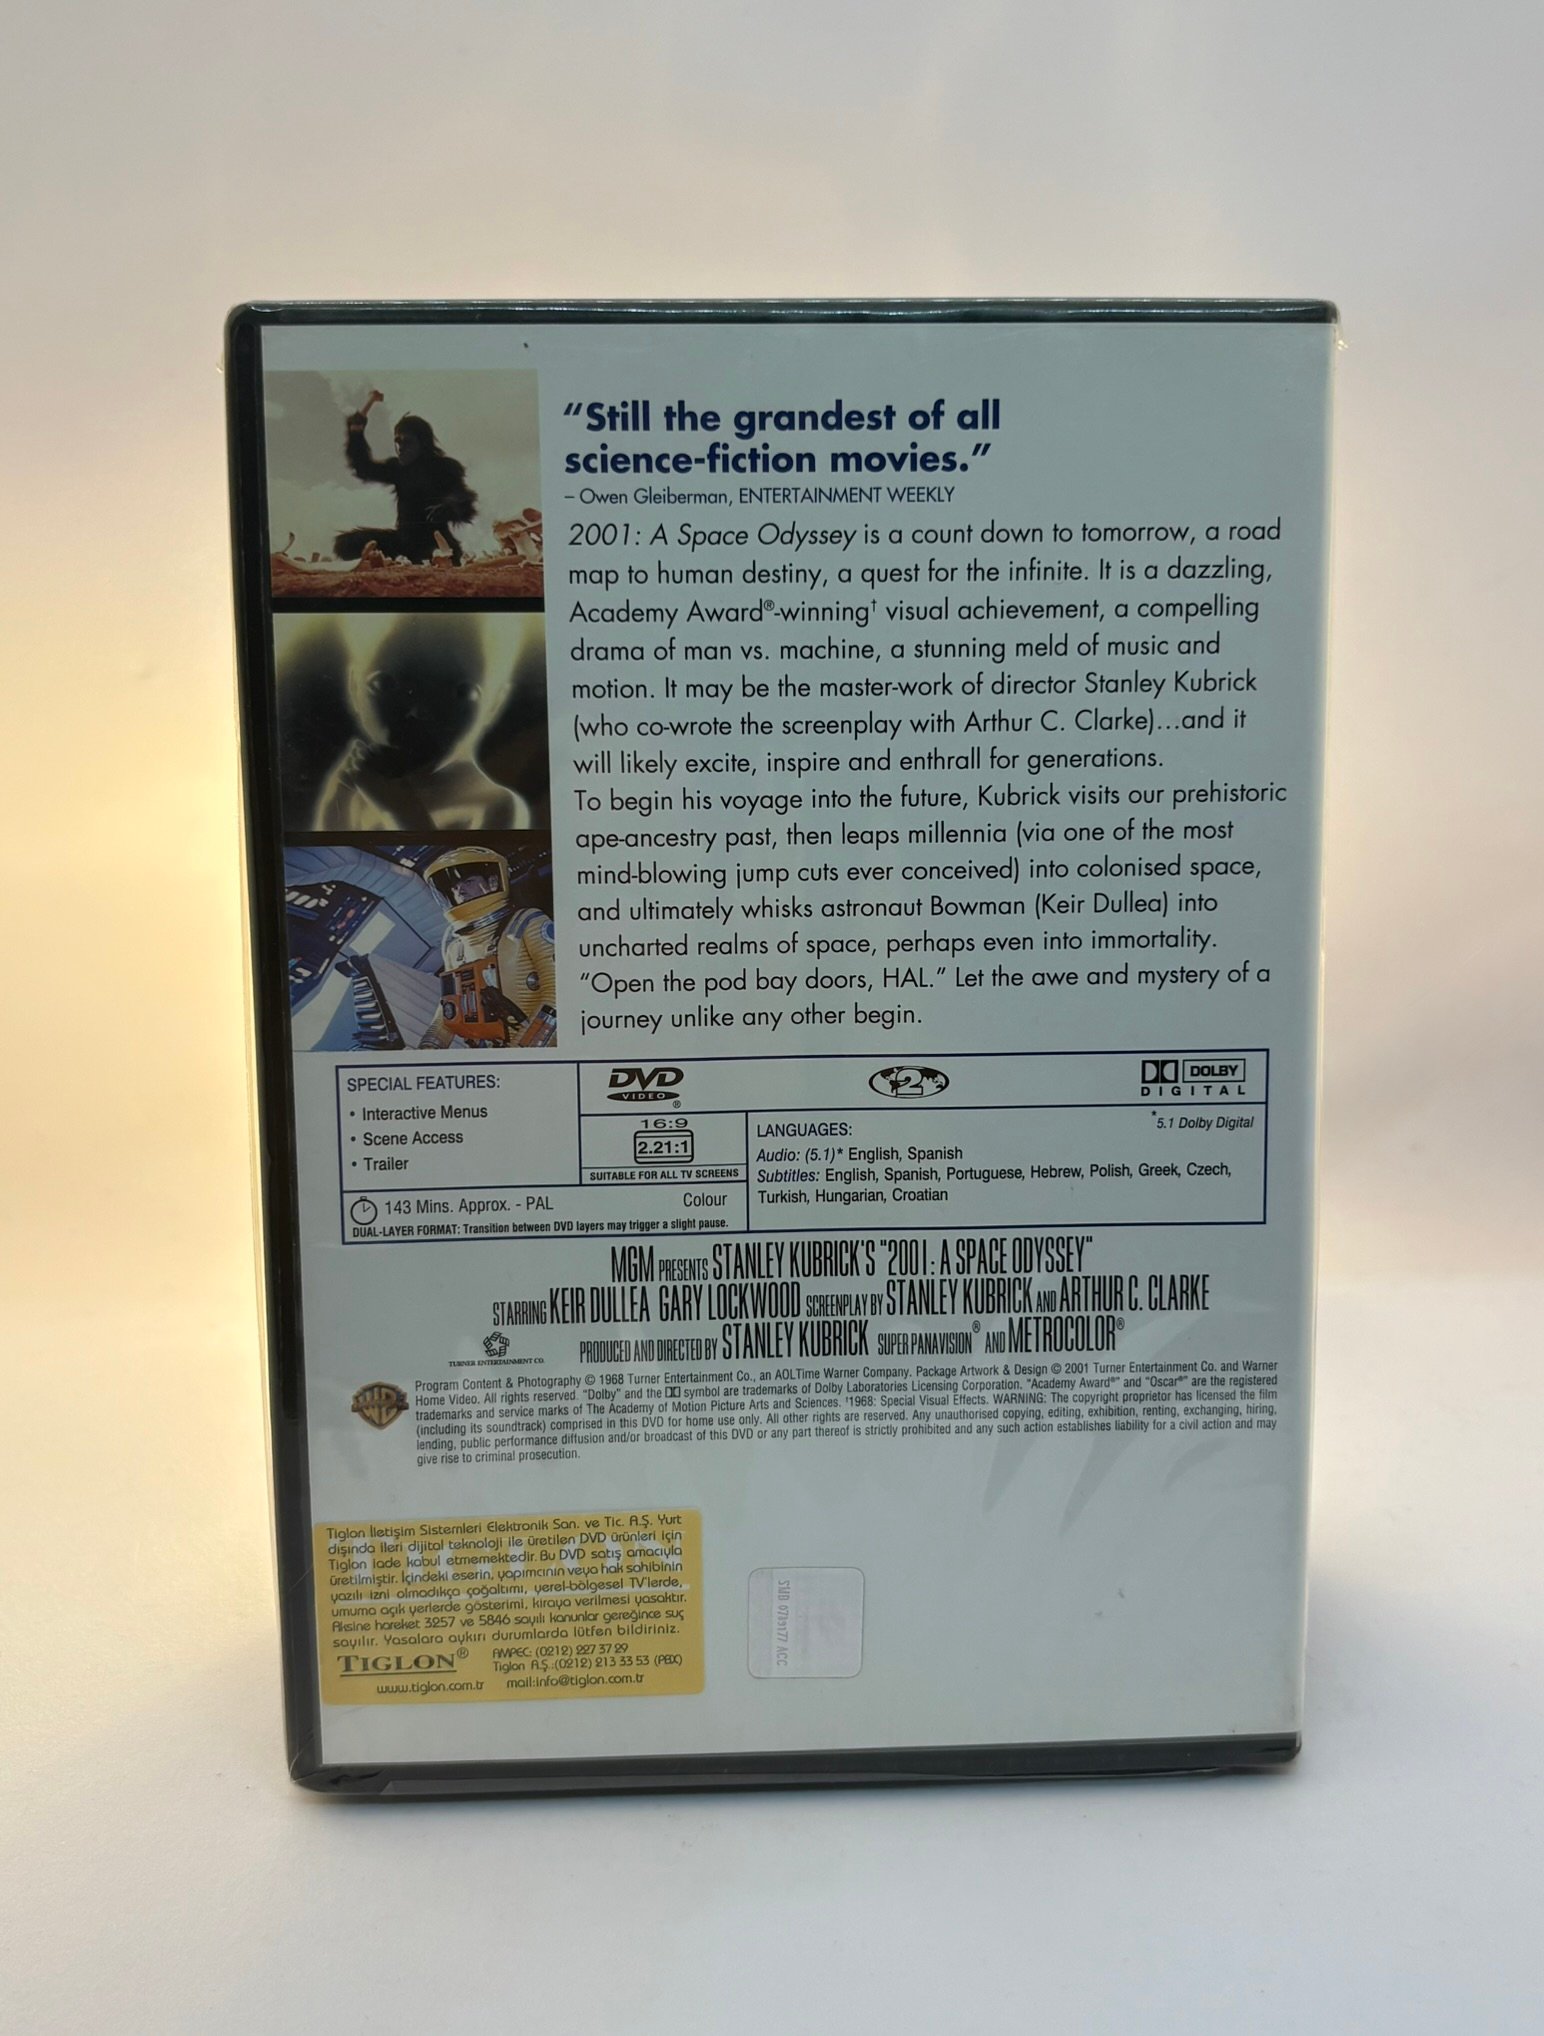 “Still the grandest of all
science-fiction movies.”
– Owen Gleiberman, ENTERTAINMENT WEEKLY
2001: A Space Odyssey is a count down to tomorrow, a road
map to human destiny, a quest for the infinite. It is a dazzling,
Academy Award®-winning† visual achievement, a compelling
drama of man vs. machine, a stunning meld of music and
motion. It may be the master-work of director Stanley Kubrick
(who co-wrote the screenplay with Arthur C. Clarke)...and it
will likely excite, inspire and enthrall for generations.
To begin his voyage into the future, Kubrick visits our prehistoric
ape-ancestry past, then leaps millennia (via one of the most
mind-blowing jump cuts ever conceived) into colonised space,
and ultimately whisks astronaut Bowman (Keir Dullea) into
uncharted realms of space, perhaps even into immortality.
“Open the pod bay doors, HAL.” Let the awe and mystery of a
journey unlike any other begin.
SPECIAL FEATURES:
• Interactive Menus
• Scene Access
• Trailer
DVD
VIDEO ®
2
DOLBY
DIGITAL
16:9
2.21:1
SUITABLE FOR ALL TV SCREENS
*5.1 Dolby Digital
LANGUAGES:
Audio: (5.1)* English, Spanish
Subtitles: English, Spanish, Portuguese, Hebrew, Polish, Greek, Czech,
Turkish, Hungarian, Croatian
143 Mins. Approx. - PAL Colour
DUAL-LAYER FORMAT: Transition between DVD layers may trigger a slight pause.
MGM PRESENTS STANLEY KUBRICK'S "2001: A SPACE ODYSSEY"
STARRING KEIR DULLEA GARY LOCKWOOD SCREENPLAY BY STANLEY KUBRICK AND ARTHUR C. CLARKE
PRODUCED AND DIRECTED BY STANLEY KUBRICK SUPER PANAVISION® AND METROCOLOR®
TURNER ENTERTAINMENT CO.
WB
Program Content & Photography © 1968 Turner Entertainment Co., an AOLTime Warner Company. Package Artwork & Design © 2001 Turner Entertainment Co. and Warner
Home Video. All rights reserved. "Dolby" and the DD symbol are trademarks of Dolby Laboratories Licensing Corporation. "Academy Award®" and "Oscar®" are the registered
trademarks and service marks of The Academy of Motion Picture Arts and Sciences. †1968: Special Visual Effects. WARNING: The copyright proprietor has licensed the film
(including its soundtrack) comprised in this DVD for home use only. All other rights are reserved. Any unauthorised copying, editing, exhibition, renting, exchanging, hiring,
lending, public performance diffusion and/or broadcast of this DVD or any part thereof is strictly prohibited and any such action establishes liability for a civil action and may
give rise to criminal prosecution.
Tiglon İletişim Sistemleri Elektronik San. ve Tic. A.Ş. Yurt
dışında ileri dijital teknoloji ile üretilen DVD ürünleri için
Tiglon iade kabul etmemektedir. Bu DVD satış amacıyla
üretilmiştir. İçindeki eserin, yapımcının veya hak sahibinin
yazılı izni olmadıkça çoğaltımı, yerel-bölgesel TV'lerde,
umuma açık yerlerde gösterimi, kiraya verilmesi yasaktır.
Aksine hareket 3257 ve 5846 sayılı kanunlar gereğince suç
sayılır. Yasalara aykırı durumlarda lütfen bildiriniz.
TIGLON®
AMPEC: (0212) 227 37 29
Tiglon A.Ş.:(0212) 213 33 53 (PBX)
www.tiglon.com.tr mail:info@tiglon.com.tr
SMB 0789177 ACC